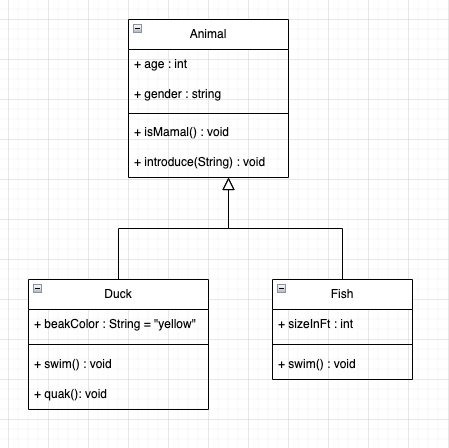 Animal
+ age : int
+ gender : string
+ isMamal() : void
+ introduce(String) : void
Duck
+ beakColor : String = "yellow"
+ swim() : void
+ quak(): void
Fish
+ sizeInFt : int
+ swim() : void